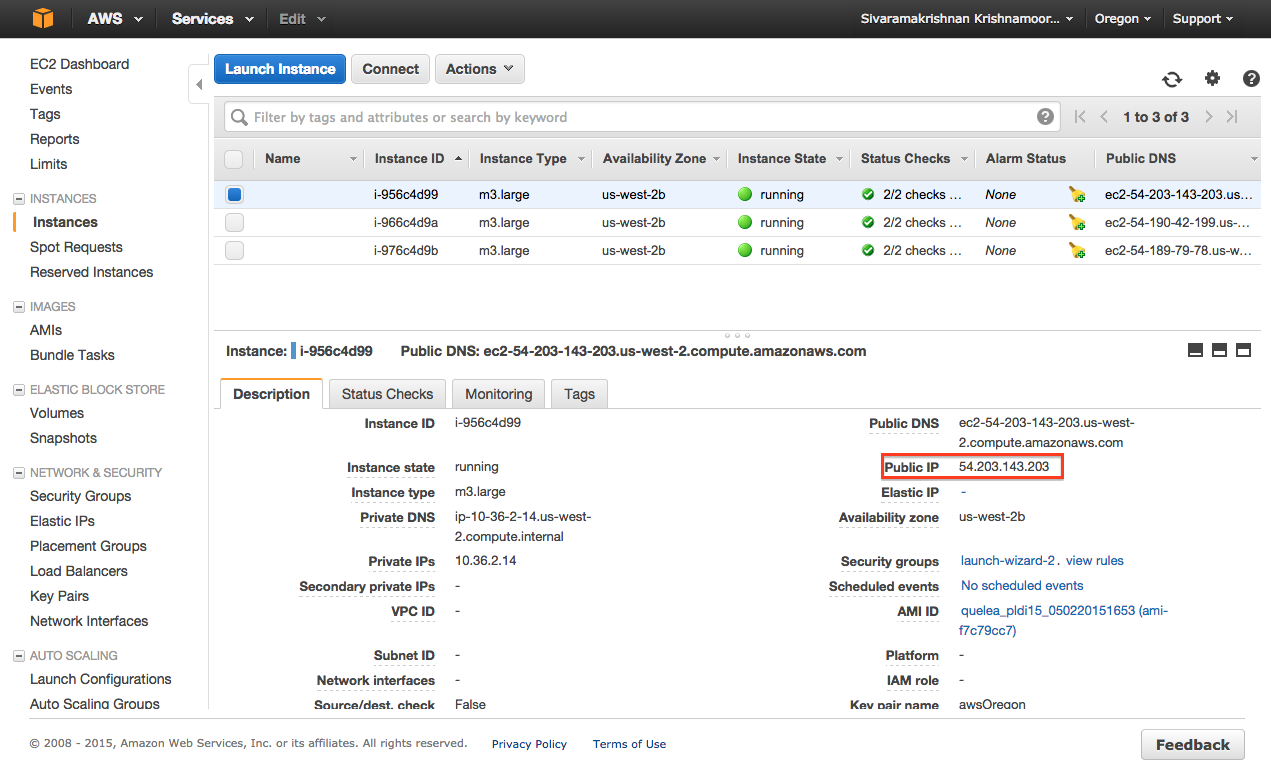 AWS Services Edit Sivaramakrishnan Krishnamoor... Oregon Support
EC2 Dashboard
Events
Tags
Reports
Limits
INSTANCES
Instances
Spot Requests
Reserved Instances
IMAGES
AMIs
Bundle Tasks
ELASTIC BLOCK STORE
Volumes
Snapshots
NETWORK & SECURITY
Security Groups
Elastic IPs
Placement Groups
Load Balancers
Key Pairs
Network Interfaces
AUTO SCALING
Launch Configurations
Auto Scaling Groups
Launch Instance Connect Actions
Filter by tags and attributes or search by keyword 1 to 3 of 3
Name Instance ID Instance Type Availability Zone Instance State Status Checks Alarm Status Public DNS
i-956c4d99 m3.large us-west-2b running 2/2 checks ... None ec2-54-203-143-203.us...
i-966c4d9a m3.large us-west-2b running 2/2 checks ... None ec2-54-190-42-199.us-...
i-976c4d9b m3.large us-west-2b running 2/2 checks ... None ec2-54-189-79-78.us-w...
Instance: i-956c4d99 Public DNS: ec2-54-203-143-203.us-west-2.compute.amazonaws.com
Description Status Checks Monitoring Tags
Instance ID i-956c4d99
Instance state running
Instance type m3.large
Private DNS ip-10-36-2-14.us-west-
2.compute.internal
Private IPs 10.36.2.14
Secondary private IPs -
VPC ID -
Subnet ID -
Network interfaces -
Source/dest. check False
Public DNS ec2-54-203-143-203.us-west-
2.compute.amazonaws.com
Public IP 54.203.143.203
Elastic IP -
Availability zone us-west-2b
Security groups launch-wizard-2. view rules
Scheduled events No scheduled events
AMI ID quelea_pldi15_050220151653 (ami-
f7c79cc7)
Platform -
IAM role -
Key pair name awsOregon
© 2008 - 2015, Amazon Web Services, Inc. or its affiliates. All rights reserved. Privacy Policy Terms of Use
Feedback